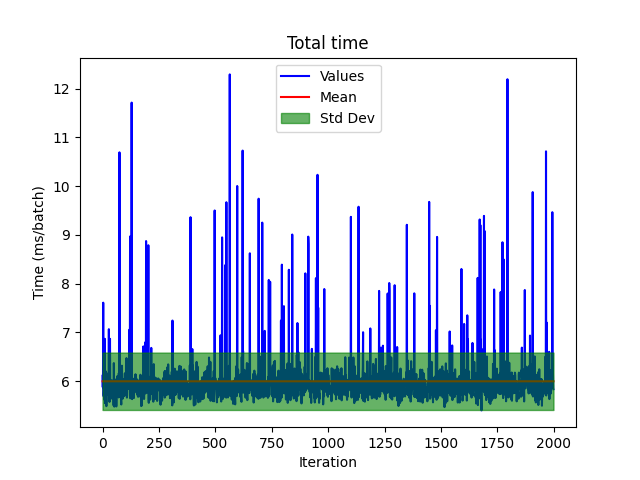 Total time
Values
Mean
Std Dev
12
11
10
9
8
7
6
Time (ms/batch)
0 250 500 750 1000 1250 1500 1750 2000
Iteration